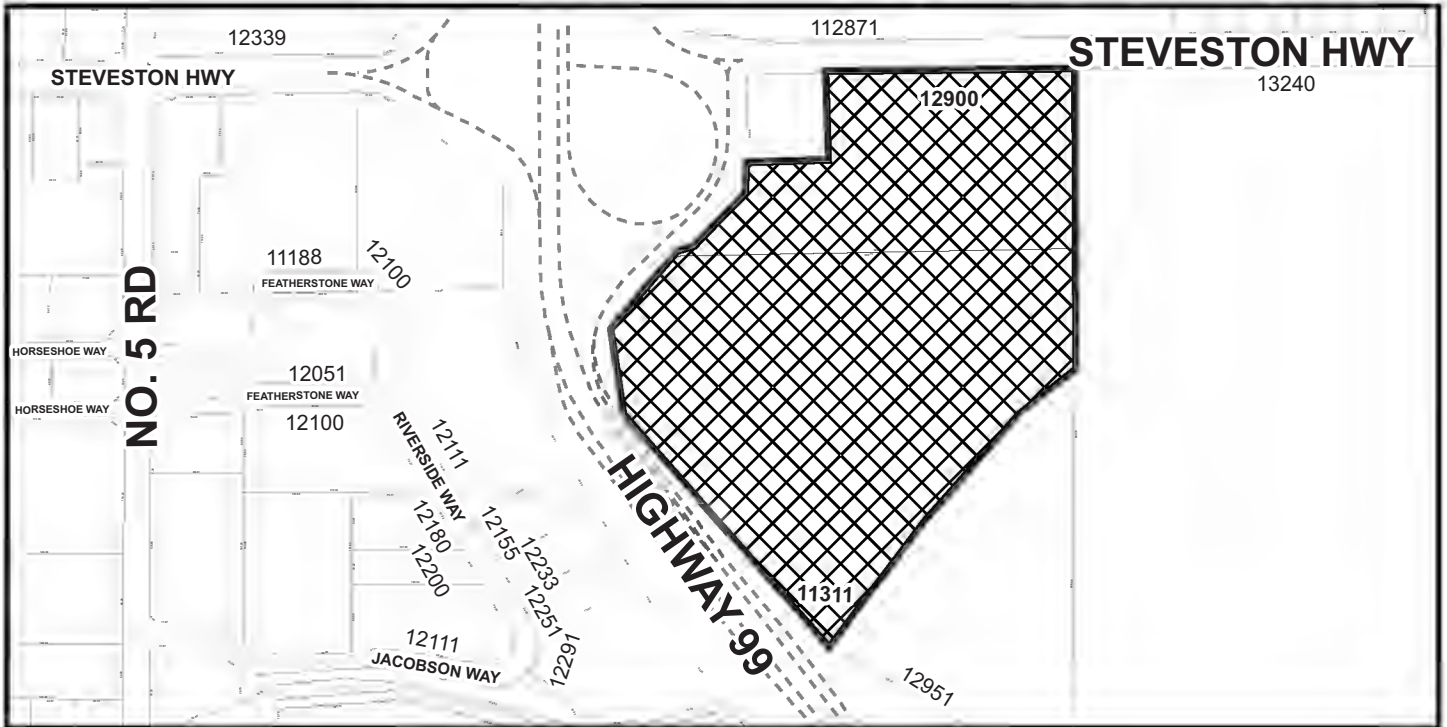 12339
112871
STEVESTON HWY
STEVESTON HWY
12900
13240
11188
12100
FEATHERSTONE WAY
NO. 5 RD
HORSESHOE WAY
12051
FEATHERSTONE WAY
HORSESHOE WAY
12100
RIVERSIDE WAY
12111
12180
12155
12200
12233
12251
HIGHWAY 99
11311
12111
JACOBSON WAY
12291
12951